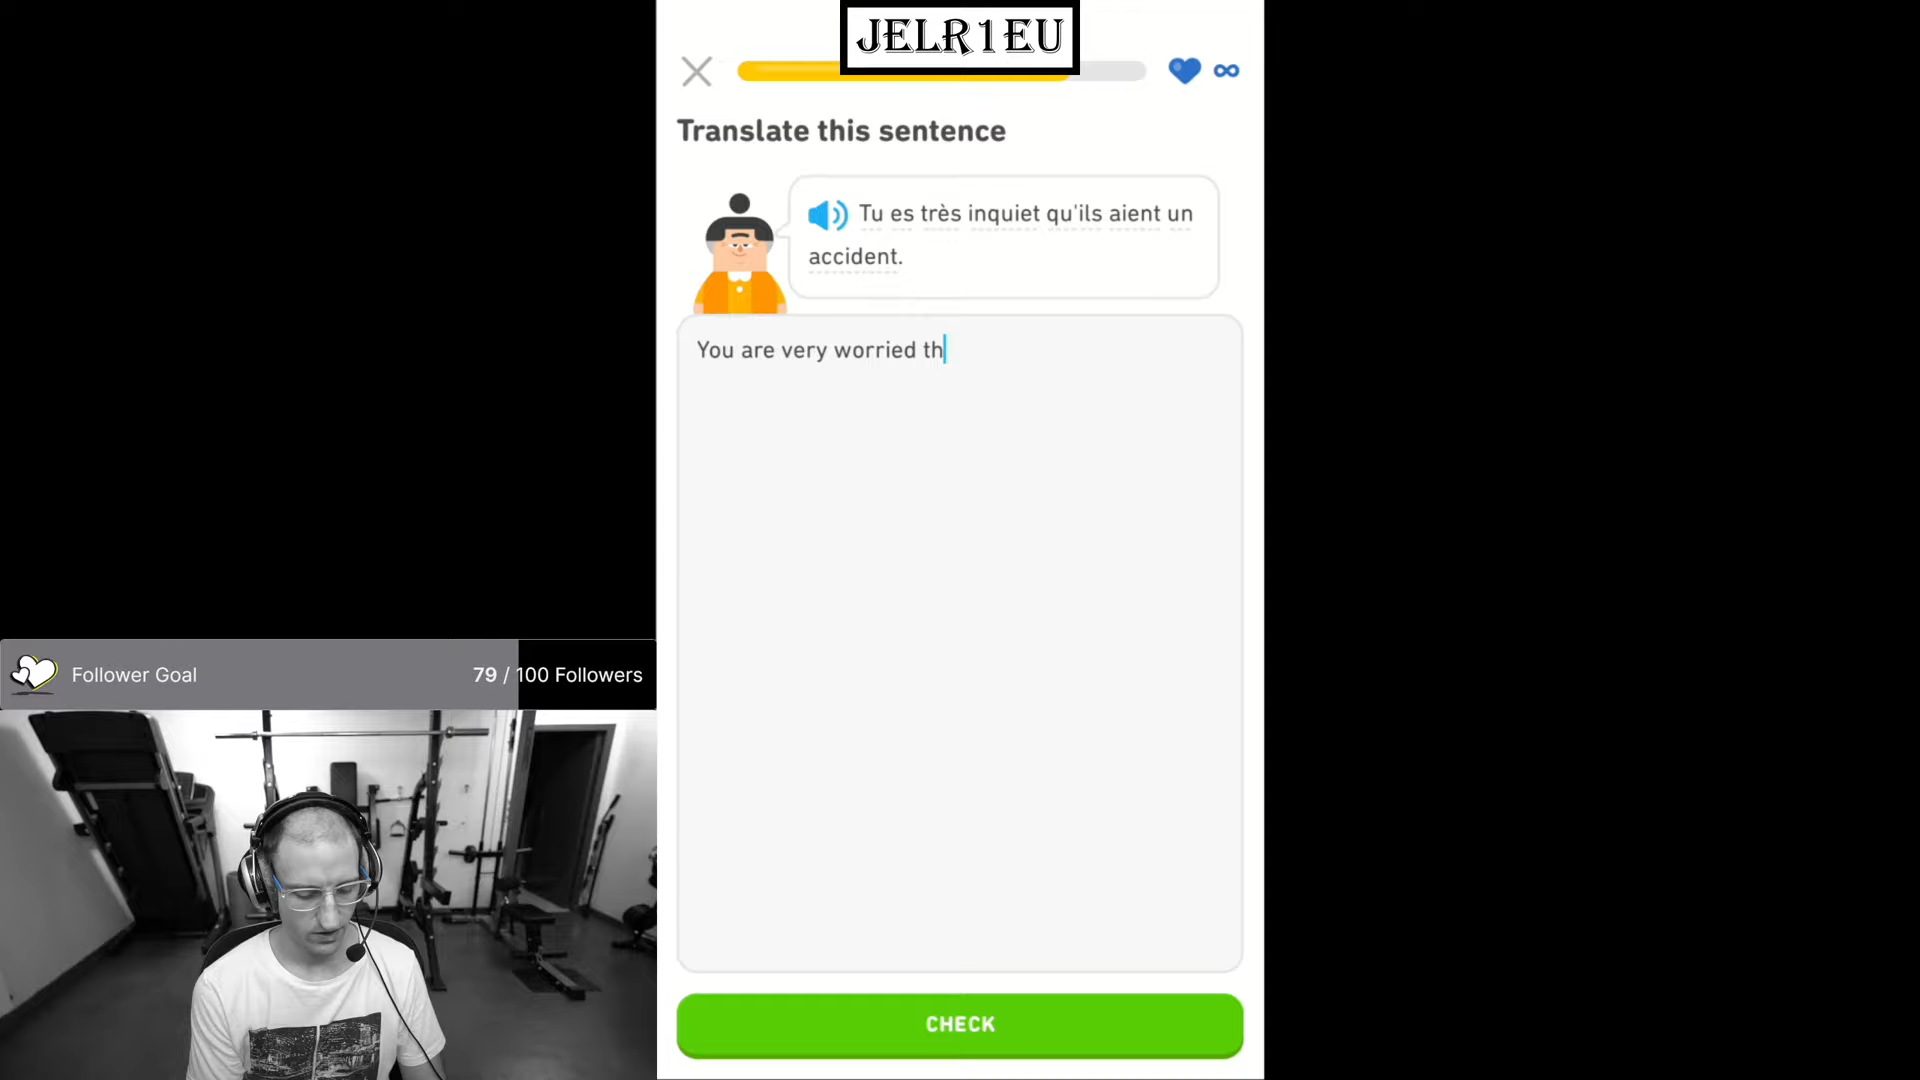 JELR1EU
Translate this sentence
Tu es très inquiet qu'ils aient un
accident.
You are very worried th
CHECK
Follower Goal
79 / 100 Followers